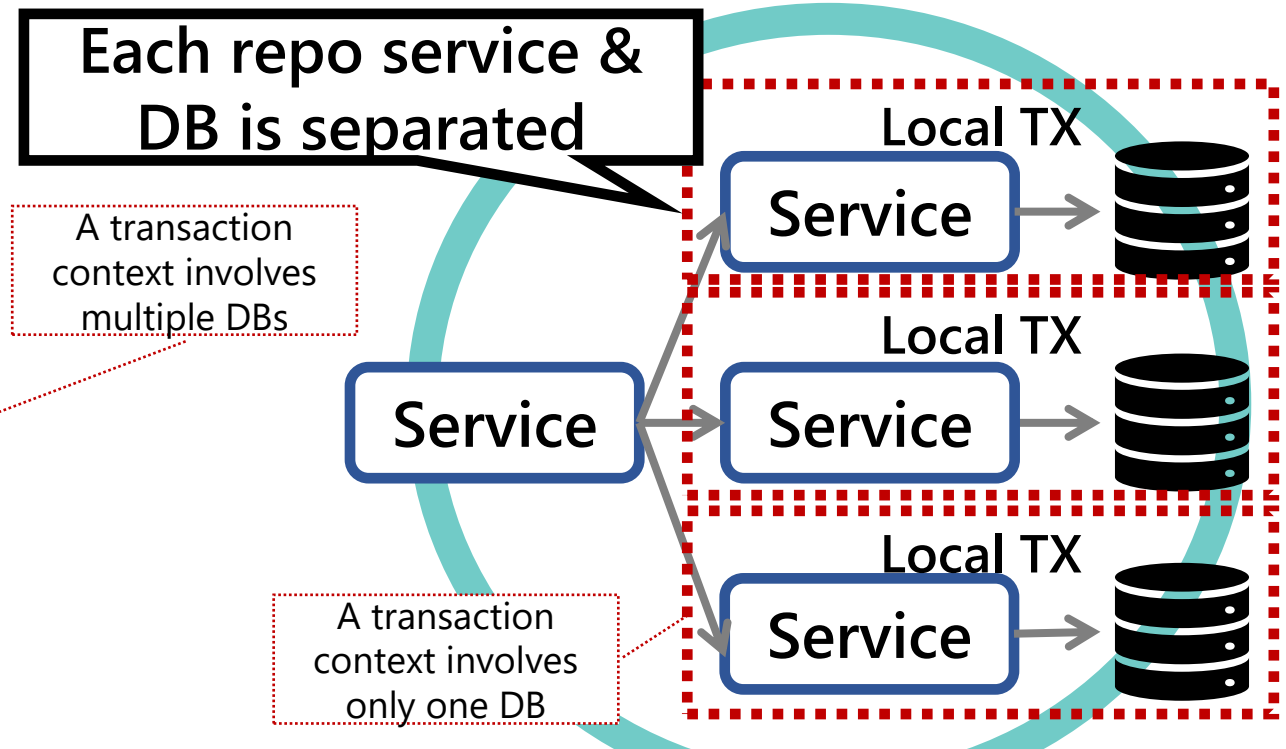 Each repo service &
DB is separated
A transaction
context involves
multiple DBs
Local TX
Service
Local TX
Service
Service
Local TX
Service
A transaction
context involves
only one DB